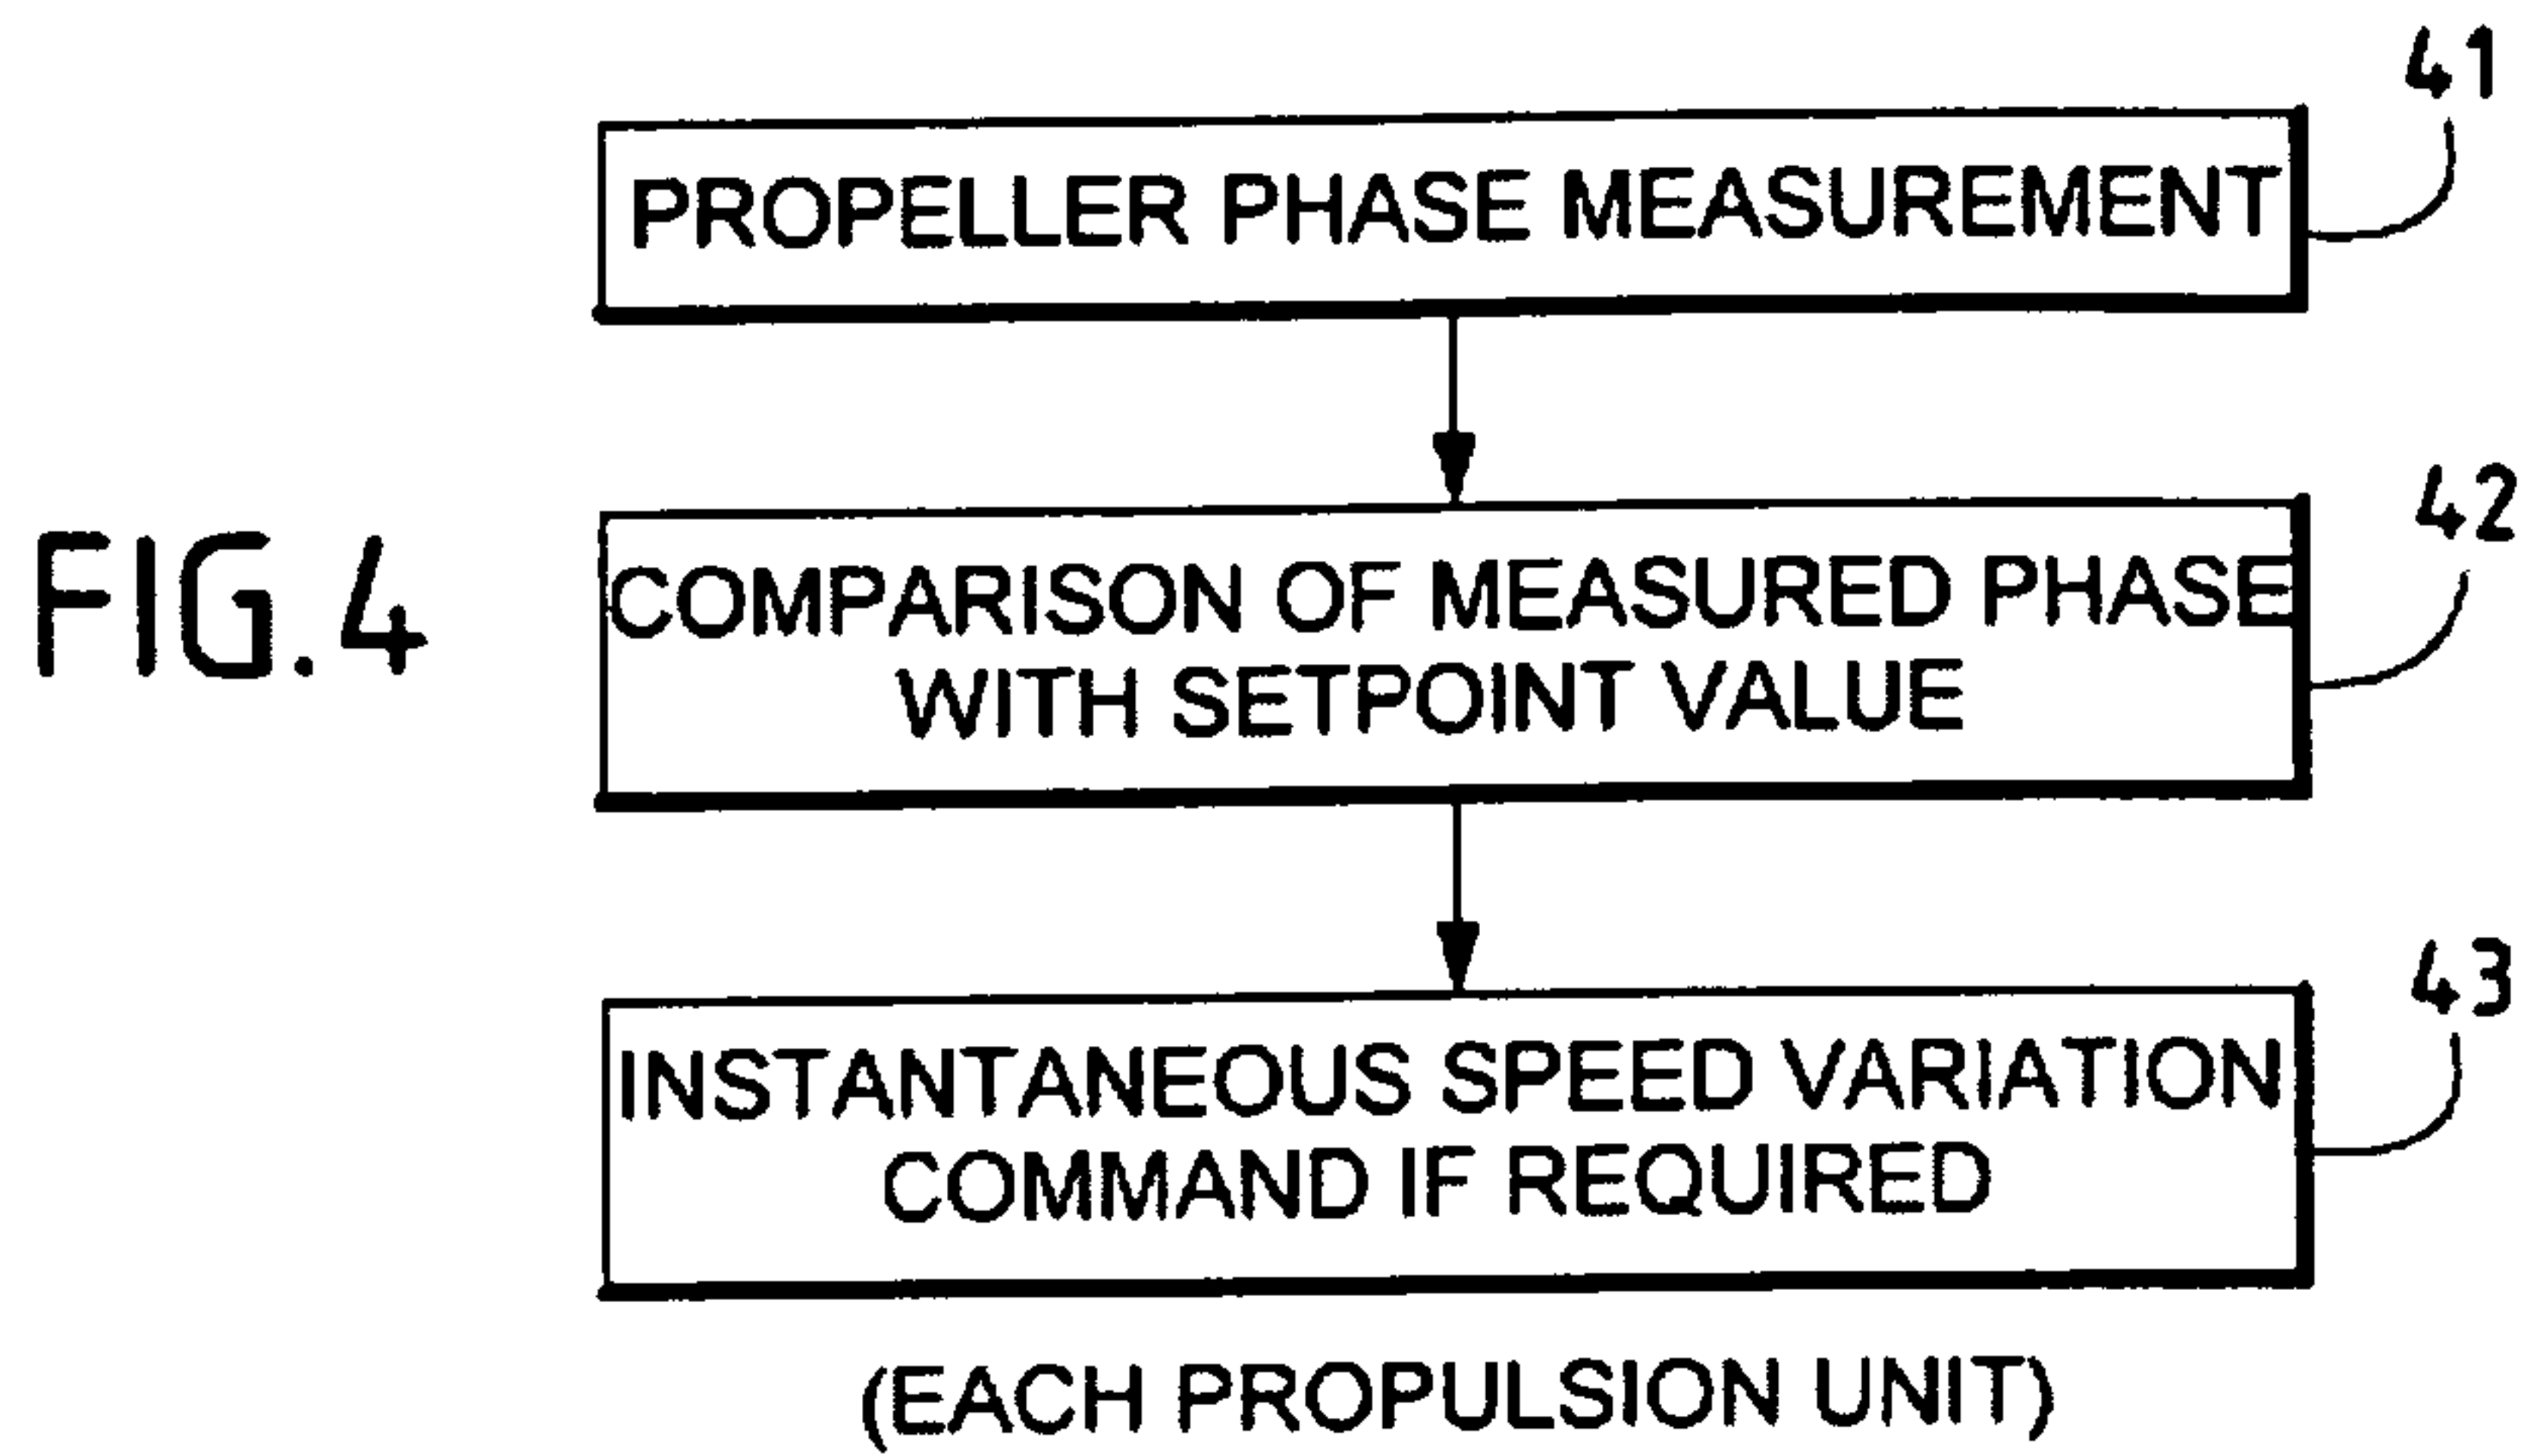 41
PROPELLER PHASE MEASUREMENT
42
FIG.4
COMPARISON OF MEASURED PHASE
WITH SETPOINT VALUE
43
INSTANTANEOUS SPEED VARIATION
COMMAND IF REQUIRED
(EACH PROPULSION UNIT)